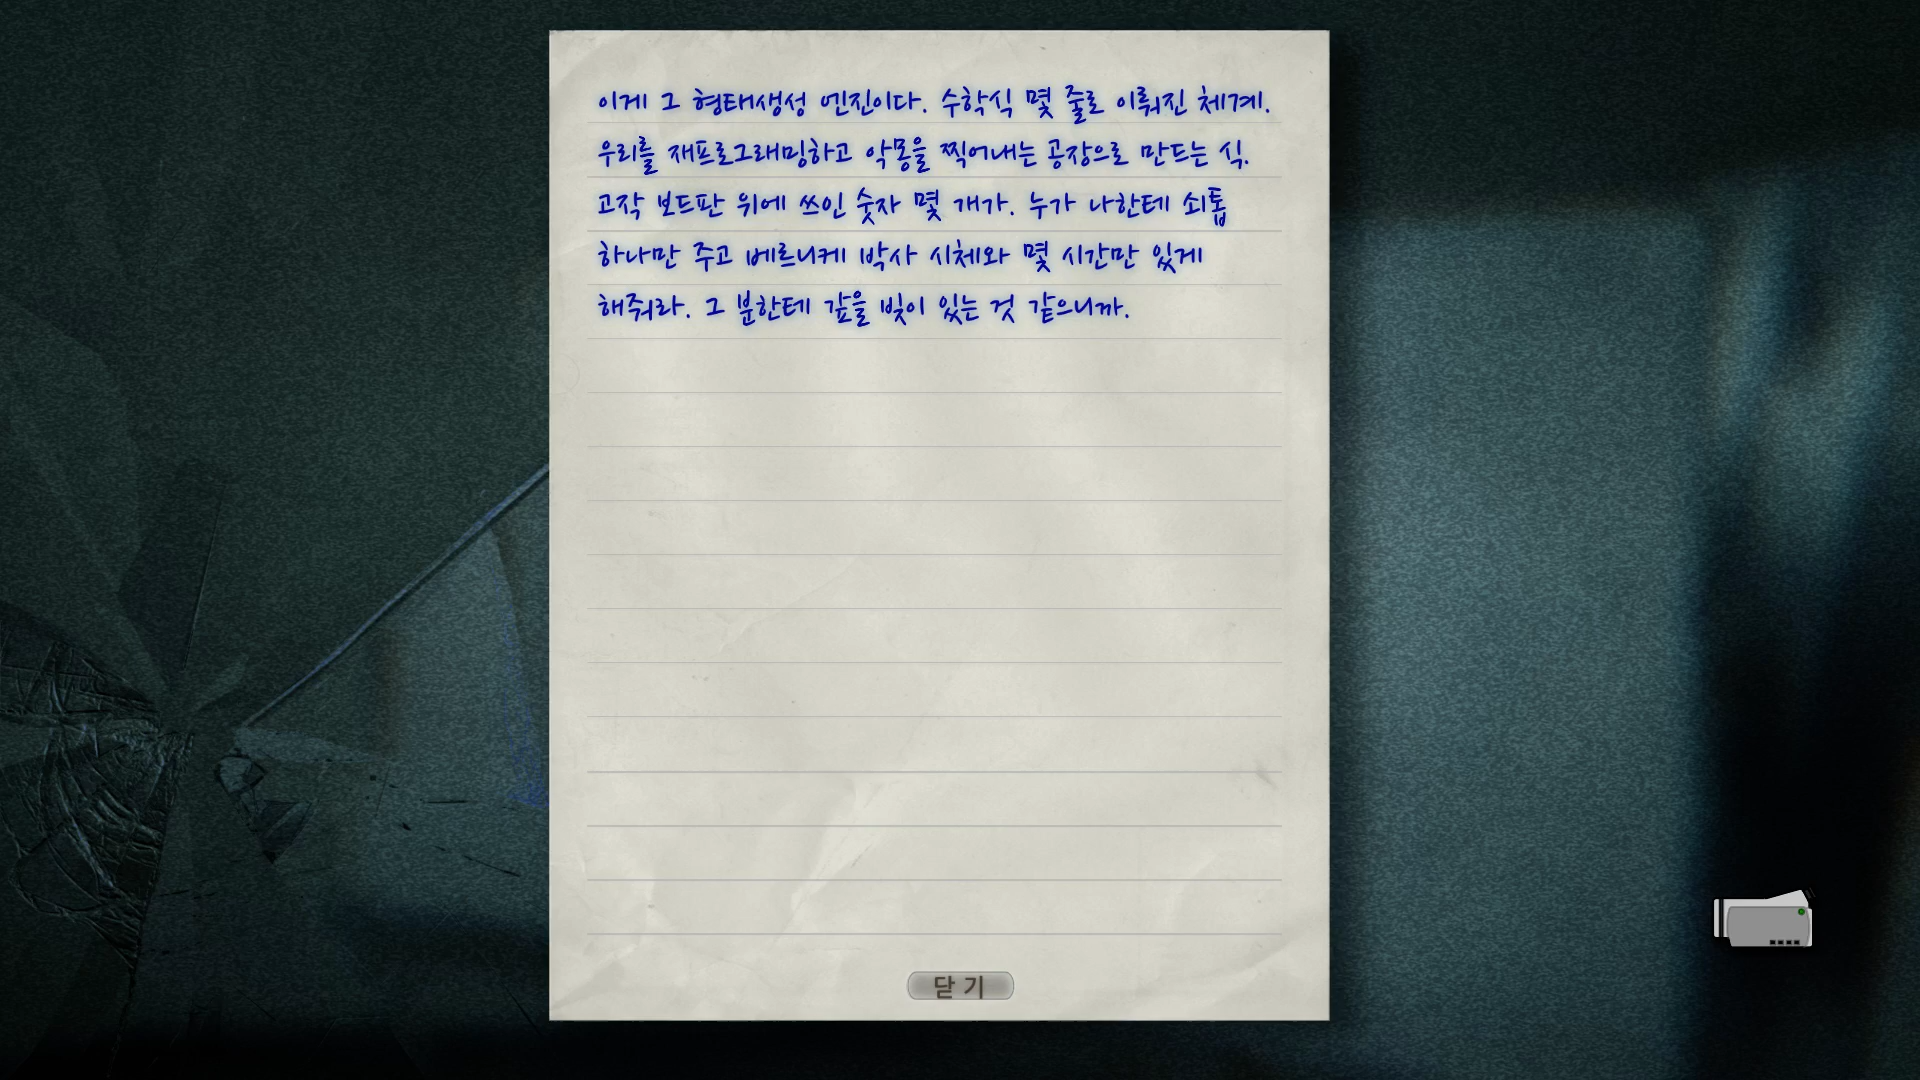 이게 그 형태생성 엔진이다. 수학식 몇 줄로 이뤄진 체계.
우리를 재프로그래밍하고 악몽을 찍어내는 공장으로 만드는 식.
고작 보드판 위에 쓰인 숫자 몇 개가. 누가 나한테 쇠톱
하나만 주고 베르니케 박사 시체와 몇 시간만 있게
해줘라. 그 분한테 갚을 빚이 있는 것 같으니까.
닫기